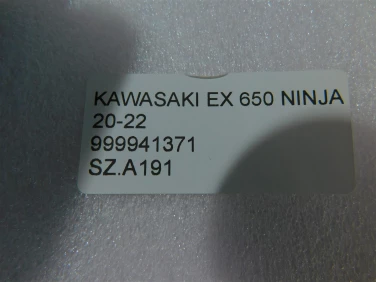 KAWASAKI EX 650 NINJA
20-22
999941371
SZ.A191